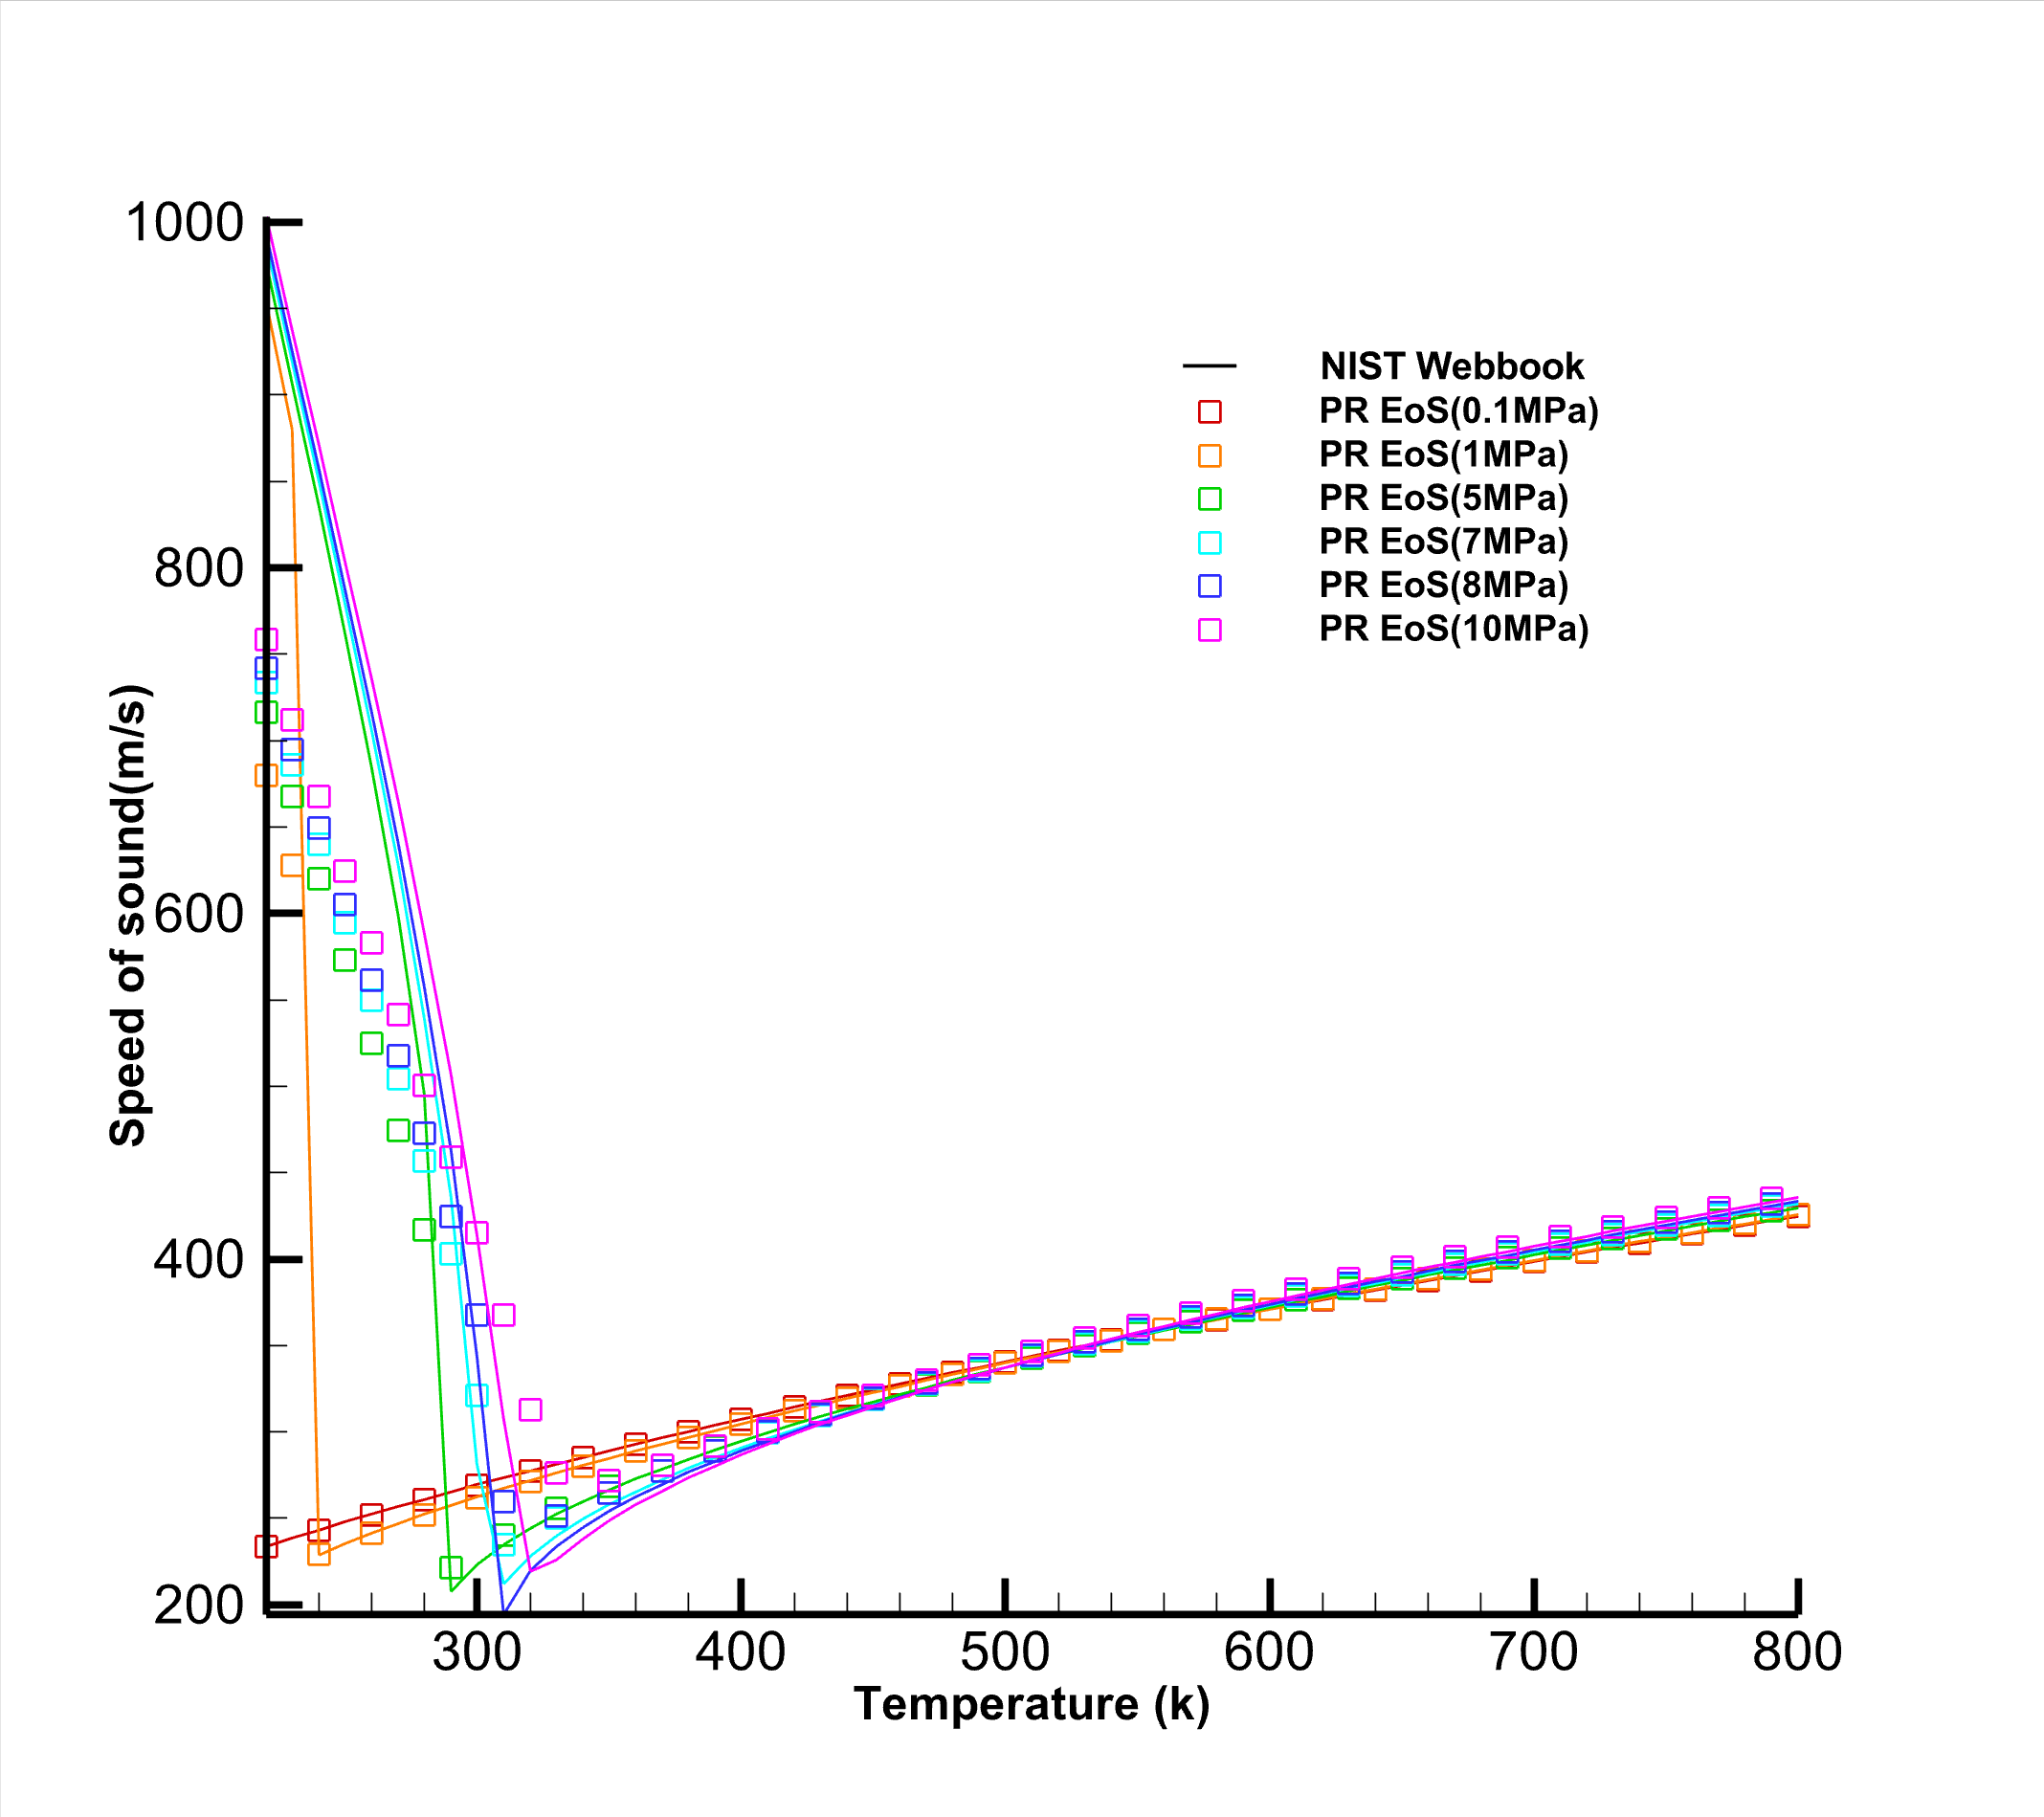 1000
800
600
400
200
Speed of sound(m/s)
NIST Webbook
PR EoS(0.1MPa)
PR EoS(1MPa)
PR EoS(5MPa)
PR EoS(7MPa)
PR EoS(8MPa)
PR EoS(10MPa)
300 400 500 600 700 800
Temperature (k)